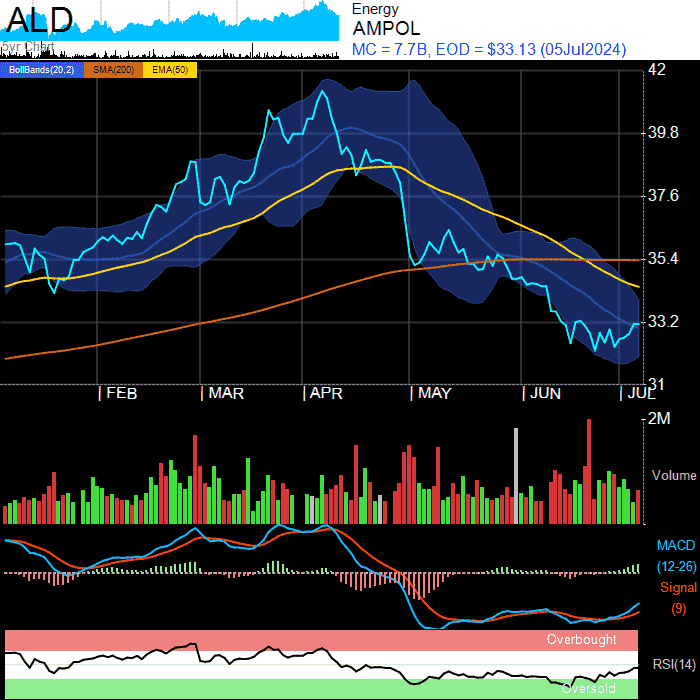 ALD
5yr Chart
Energy
AMPOL
MC = 7.7B, EOD = $33.13 (05Jul2024)
BollBands(20,2) SMA(200) EMA(50)
42
39.8
37.6
35.4
33.2
31
FEB MAR APR MAY JUN JUL
2M
Volume
MACD
(12-26)
Signal
(9)
Overbought
RSI(14)
Oversold